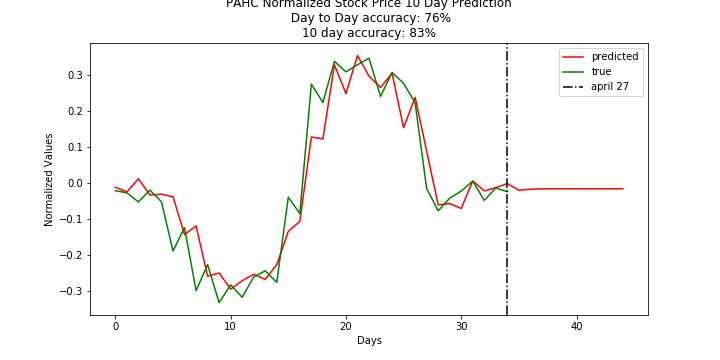 PAHC Normalized Stock Price 10 Day Prediction
Day to Day accuracy: 76%
10 day accuracy: 83%
predicted
true
april 27
Normalized Values
0.3
0.2
0.1
0.0
−0.1
−0.2
−0.3
0 10 20 30 40
Days